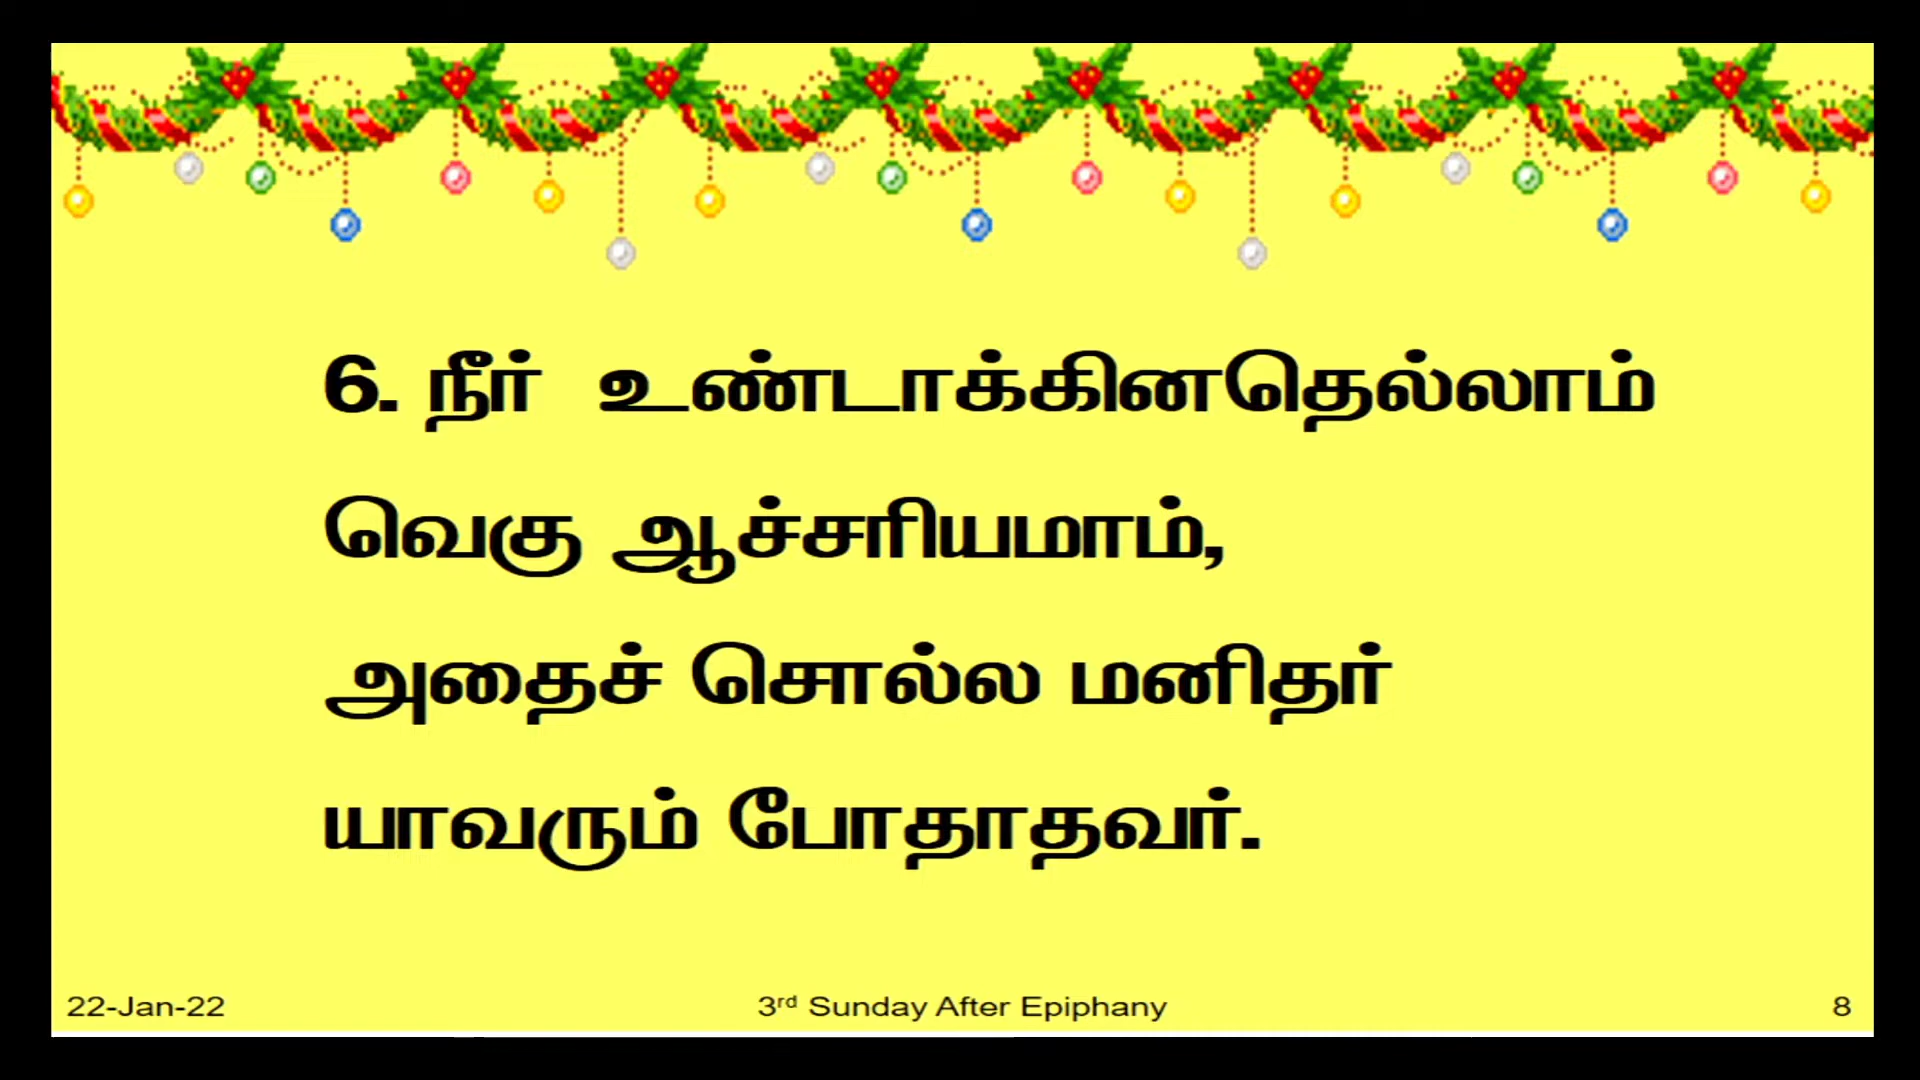 6. நீர் உண்டாக்கினதெல்லாம்
வெகு ஆச்சரியமாம்,
அதைச் சொல்ல மனிதர்
யாவரும் போதாதவர்.
22-Jan-22 3rd Sunday After Epiphany 8